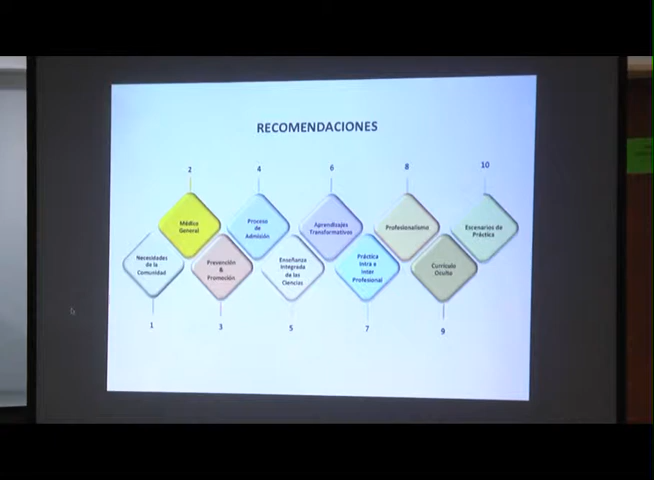 RECOMENDACIONES
2
4
6
8
10
Médico
General
Proceso
de
Admisión
Aprendizajes
Transformativos
Profesionalismo
Escenarios de
Práctica
Necesidades
de la
Comunidad
Prevención
&
Promoción
Enseñanza
Integrada
de las
Ciencias
Práctica
Intra e
Inter
Profesional
Currículo
Oculto
1
3
5
7
9